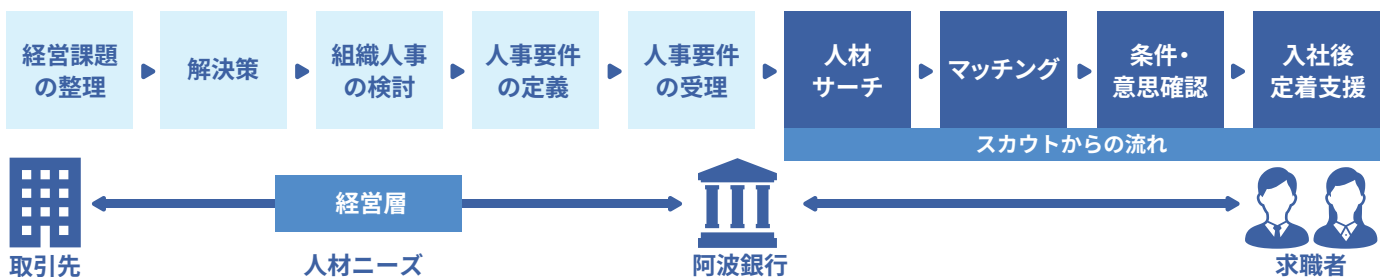 経営課題
の整理
解決策
組織人事
の検討
人事要件
の定義
人事要件
の受理
人材
サーチ
マッチング
条件・
意思確認
入社後
定着支援
スカウトからの流れ
経営層
取引先
人材ニーズ
阿波銀行
求職者